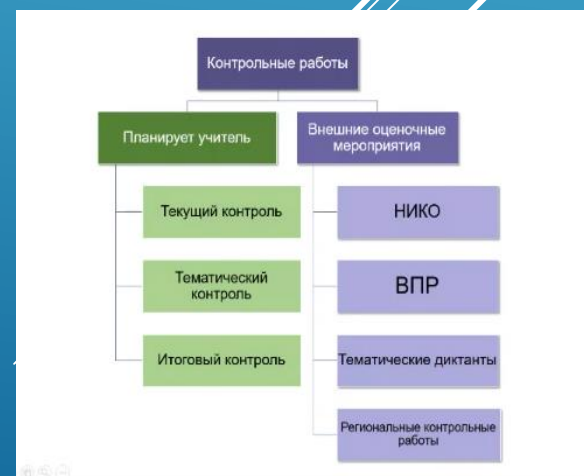 Контрольные работы
Планирует учитель
Внешние оценочные
мероприятия
Текущий контроль
НИКО
Тематический
контроль
ВПР
Итоговый контроль
Тематические диктанты
Региональные контрольные
работы